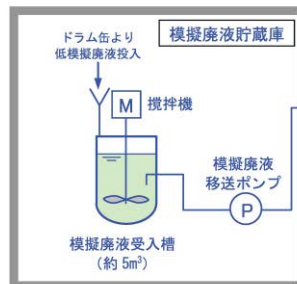 模擬廃液貯蔵庫
ドラム缶より
低模擬廃液投入
M
撹拌機
模擬廃液
移送ポンプ
P
模擬廃液受入槽
(約 5m³)